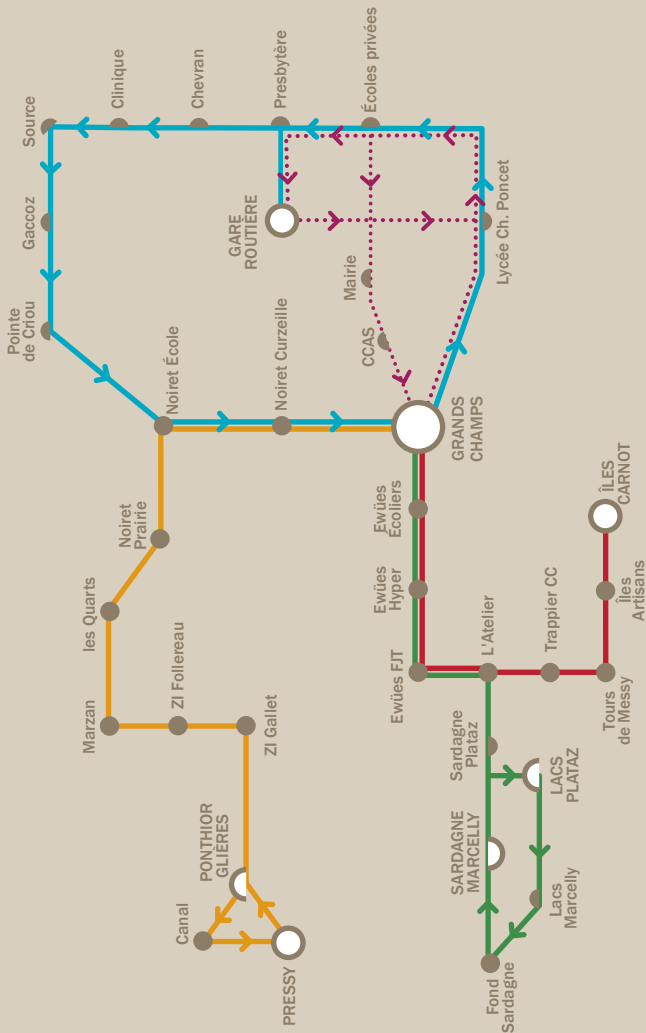 Source
Clinique
Chevran
Presbytère
Écoles privées
Gaccoz
GARE
ROUTIERE
Lycée Ch. Poncet
Pointe
de Criou
Mairie
CCAS
Noiret École
Noiret Curzeille
GRANDS
CHAMPS
Noiret
Prairie
Ewües
Écoliers
ÎLES
CARNOT
les Quarts
Ewües
Hyper
Îles
Artisans
Marzan
ZI Follereau
ZI Gallet
Ewües FJT
L'Atelier
Trappier CC
Tours
de Messy
Sardagne
Plataz
LACS
PLATAZ
PONTHIOR
GLIÈRES
SARDAGNE
MARCELLY
Lacs
Marcelly
Canal
PRESSY
Fond
Sardagne